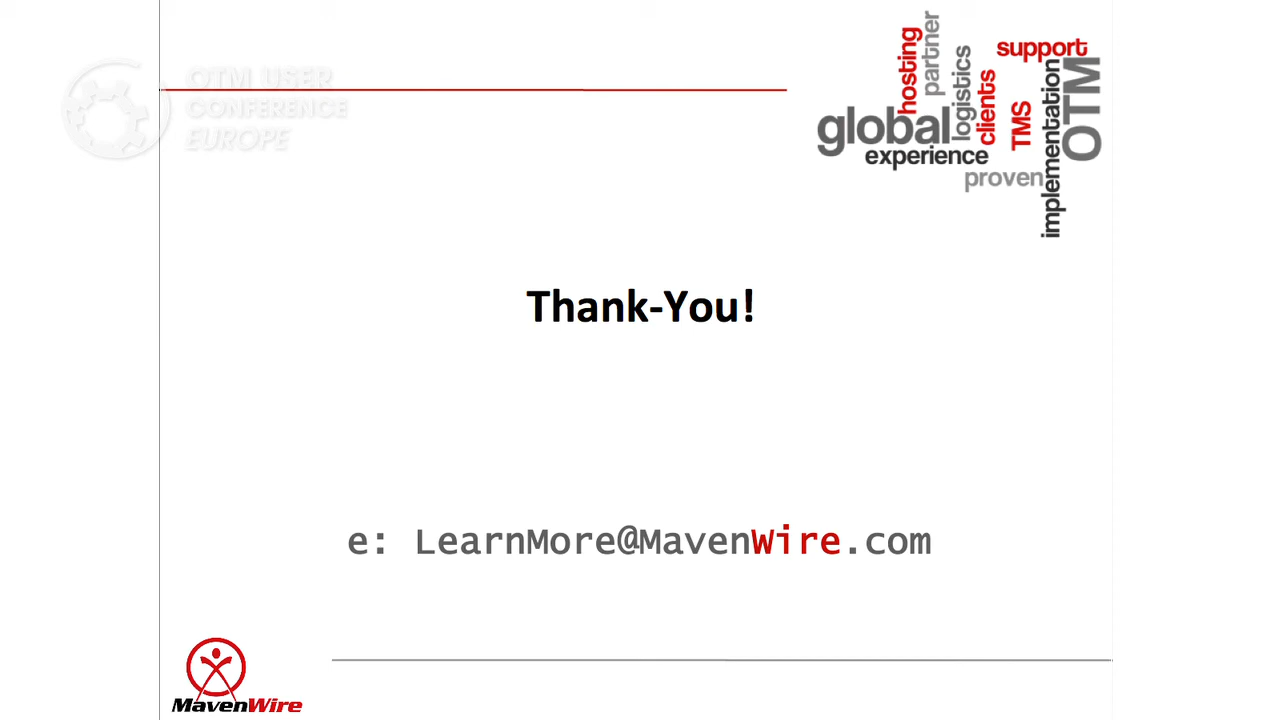 OTM USER
CONFERENCE
EUROPE
hosting
partner
support
global
logistics
clients
TMS
implementation
OTM
experience
proven
Thank-You!
e: LearnMore@MavenWire.com
MavenWire